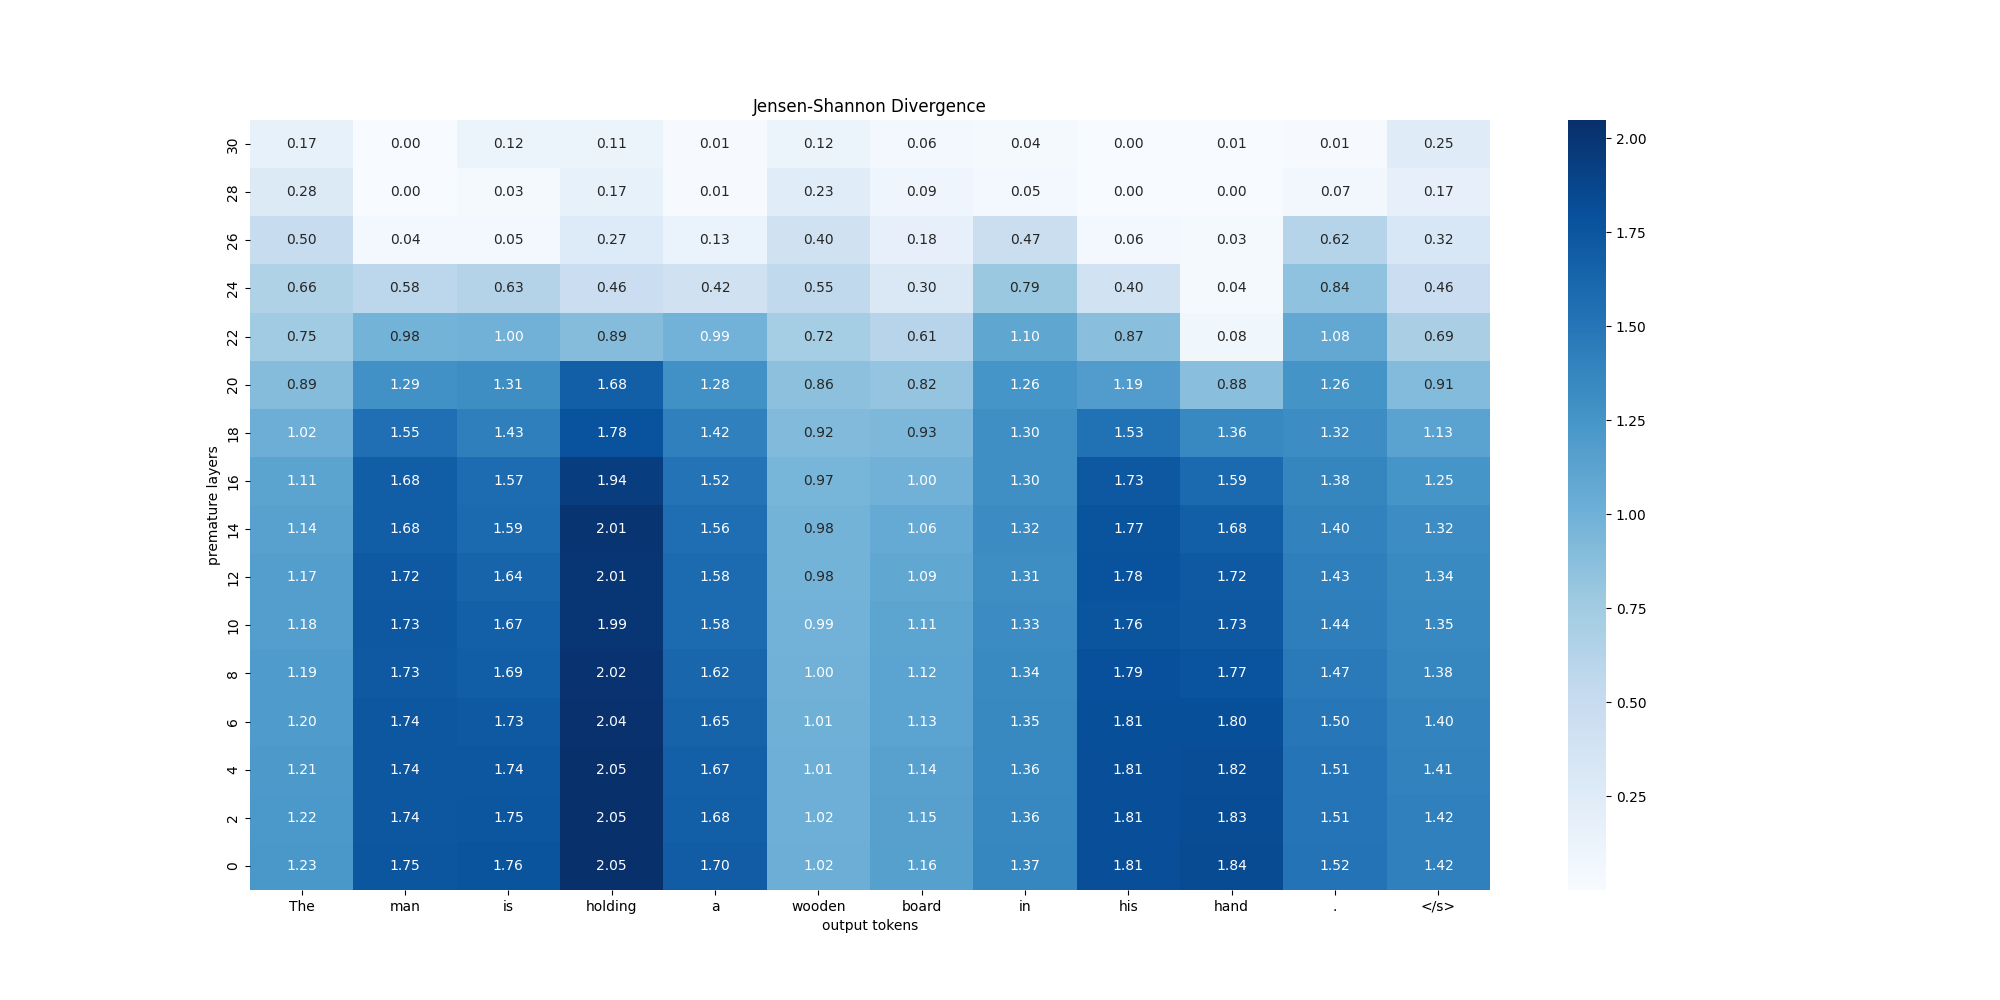 Jensen-Shannon Divergence
30 0.17 0.00 0.12 0.11 0.01 0.12 0.06 0.04 0.00 0.01 0.01 0.25
28 0.28 0.00 0.03 0.17 0.01 0.23 0.09 0.05 0.00 0.00 0.07 0.17
26 0.50 0.04 0.05 0.27 0.13 0.40 0.18 0.47 0.06 0.03 0.62 0.32
24 0.66 0.58 0.63 0.46 0.42 0.55 0.30 0.79 0.40 0.04 0.84 0.46
22 0.75 0.98 1.00 0.89 0.99 0.72 0.61 1.10 0.87 0.08 1.08 0.69
20 0.89 1.29 1.31 1.68 1.28 0.86 0.82 1.26 1.19 0.88 1.26 0.91
18 1.02 1.55 1.43 1.78 1.42 0.92 0.93 1.30 1.53 1.36 1.32 1.13
16 1.11 1.68 1.57 1.94 1.52 0.97 1.00 1.30 1.73 1.59 1.38 1.25
14 1.14 1.68 1.59 2.01 1.56 0.98 1.06 1.32 1.77 1.68 1.40 1.32
12 1.17 1.72 1.64 2.01 1.58 0.98 1.09 1.31 1.78 1.72 1.43 1.34
10 1.18 1.73 1.67 1.99 1.58 0.99 1.11 1.33 1.76 1.73 1.44 1.35
8 1.19 1.73 1.69 2.02 1.62 1.00 1.12 1.34 1.79 1.77 1.47 1.38
6 1.20 1.74 1.73 2.04 1.65 1.01 1.13 1.35 1.81 1.80 1.50 1.40
4 1.21 1.74 1.74 2.05 1.67 1.01 1.14 1.36 1.81 1.82 1.51 1.41
2 1.22 1.74 1.75 2.05 1.68 1.02 1.15 1.36 1.81 1.83 1.51 1.42
0 1.23 1.75 1.76 2.05 1.70 1.02 1.16 1.37 1.81 1.84 1.52 1.42
The man is holding a wooden board in his hand . </s>
output tokens
premature layers
2.00
1.75
1.50
1.25
1.00
0.75
0.50
0.25